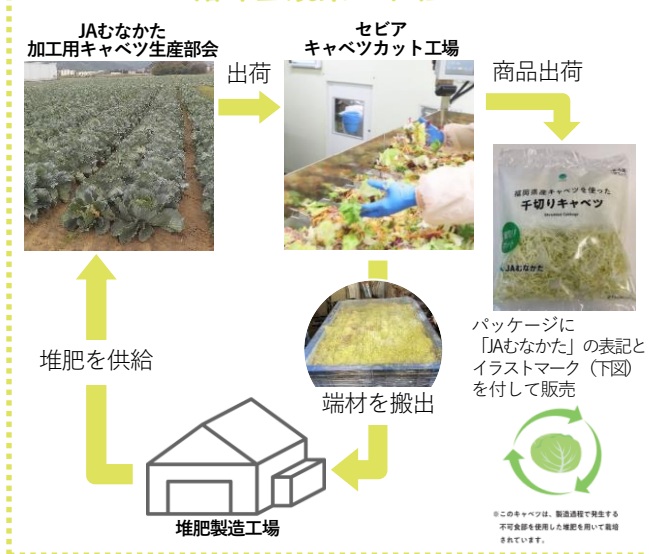 JAむなかた
加工用キャベツ生産部会
セビア
キャベツカット工場
出荷
商品出荷
福岡県産キャベツを使った
千切りキャベツ
Shredded Cabbage
JAむなかた
パッケージに
「JAむなかた」の表記と
イラストマーク（下図）
を付して販売
堆肥を供給
端材を搬出
堆肥製造工場
※このキャベツは、製造過程で発生する
不可食部を使用した堆肥を用いて栽培
されています。